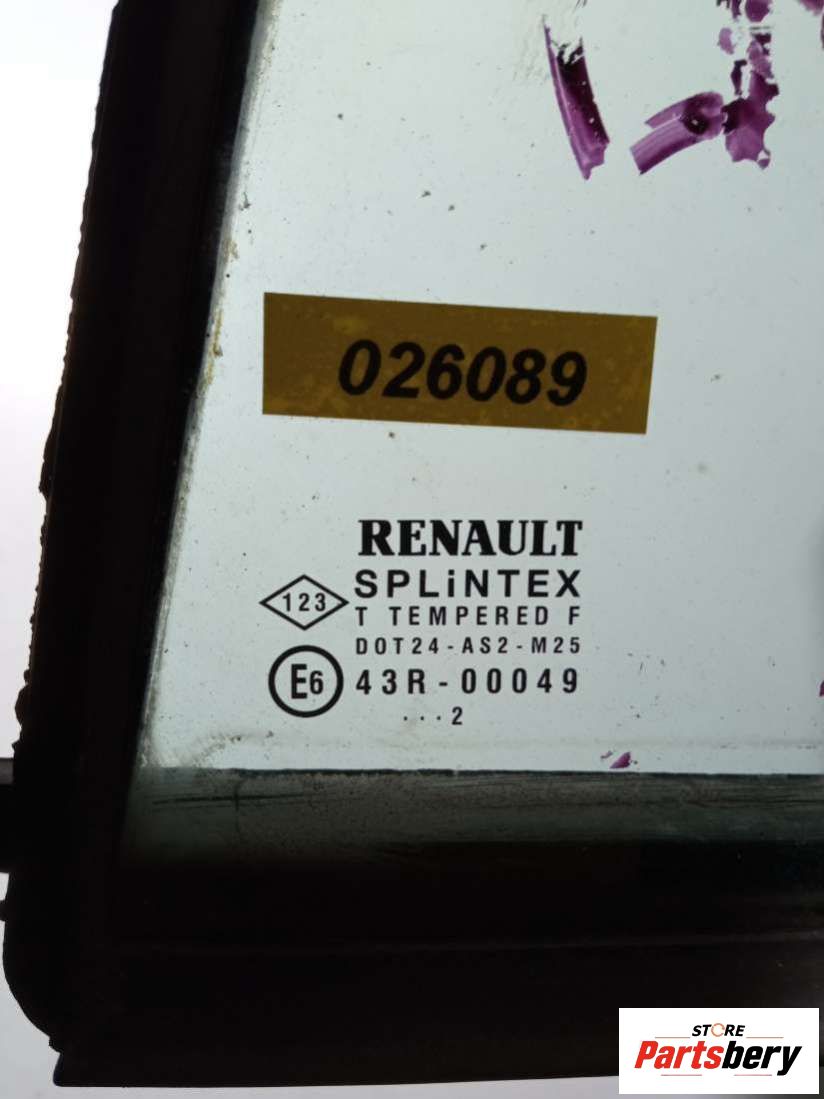 026089
RENAULT
SPLiNTEX
123
T TEMPERED F
DOT24-AS2-M25
E6
43R-00049
...2
STORE
Partsbery